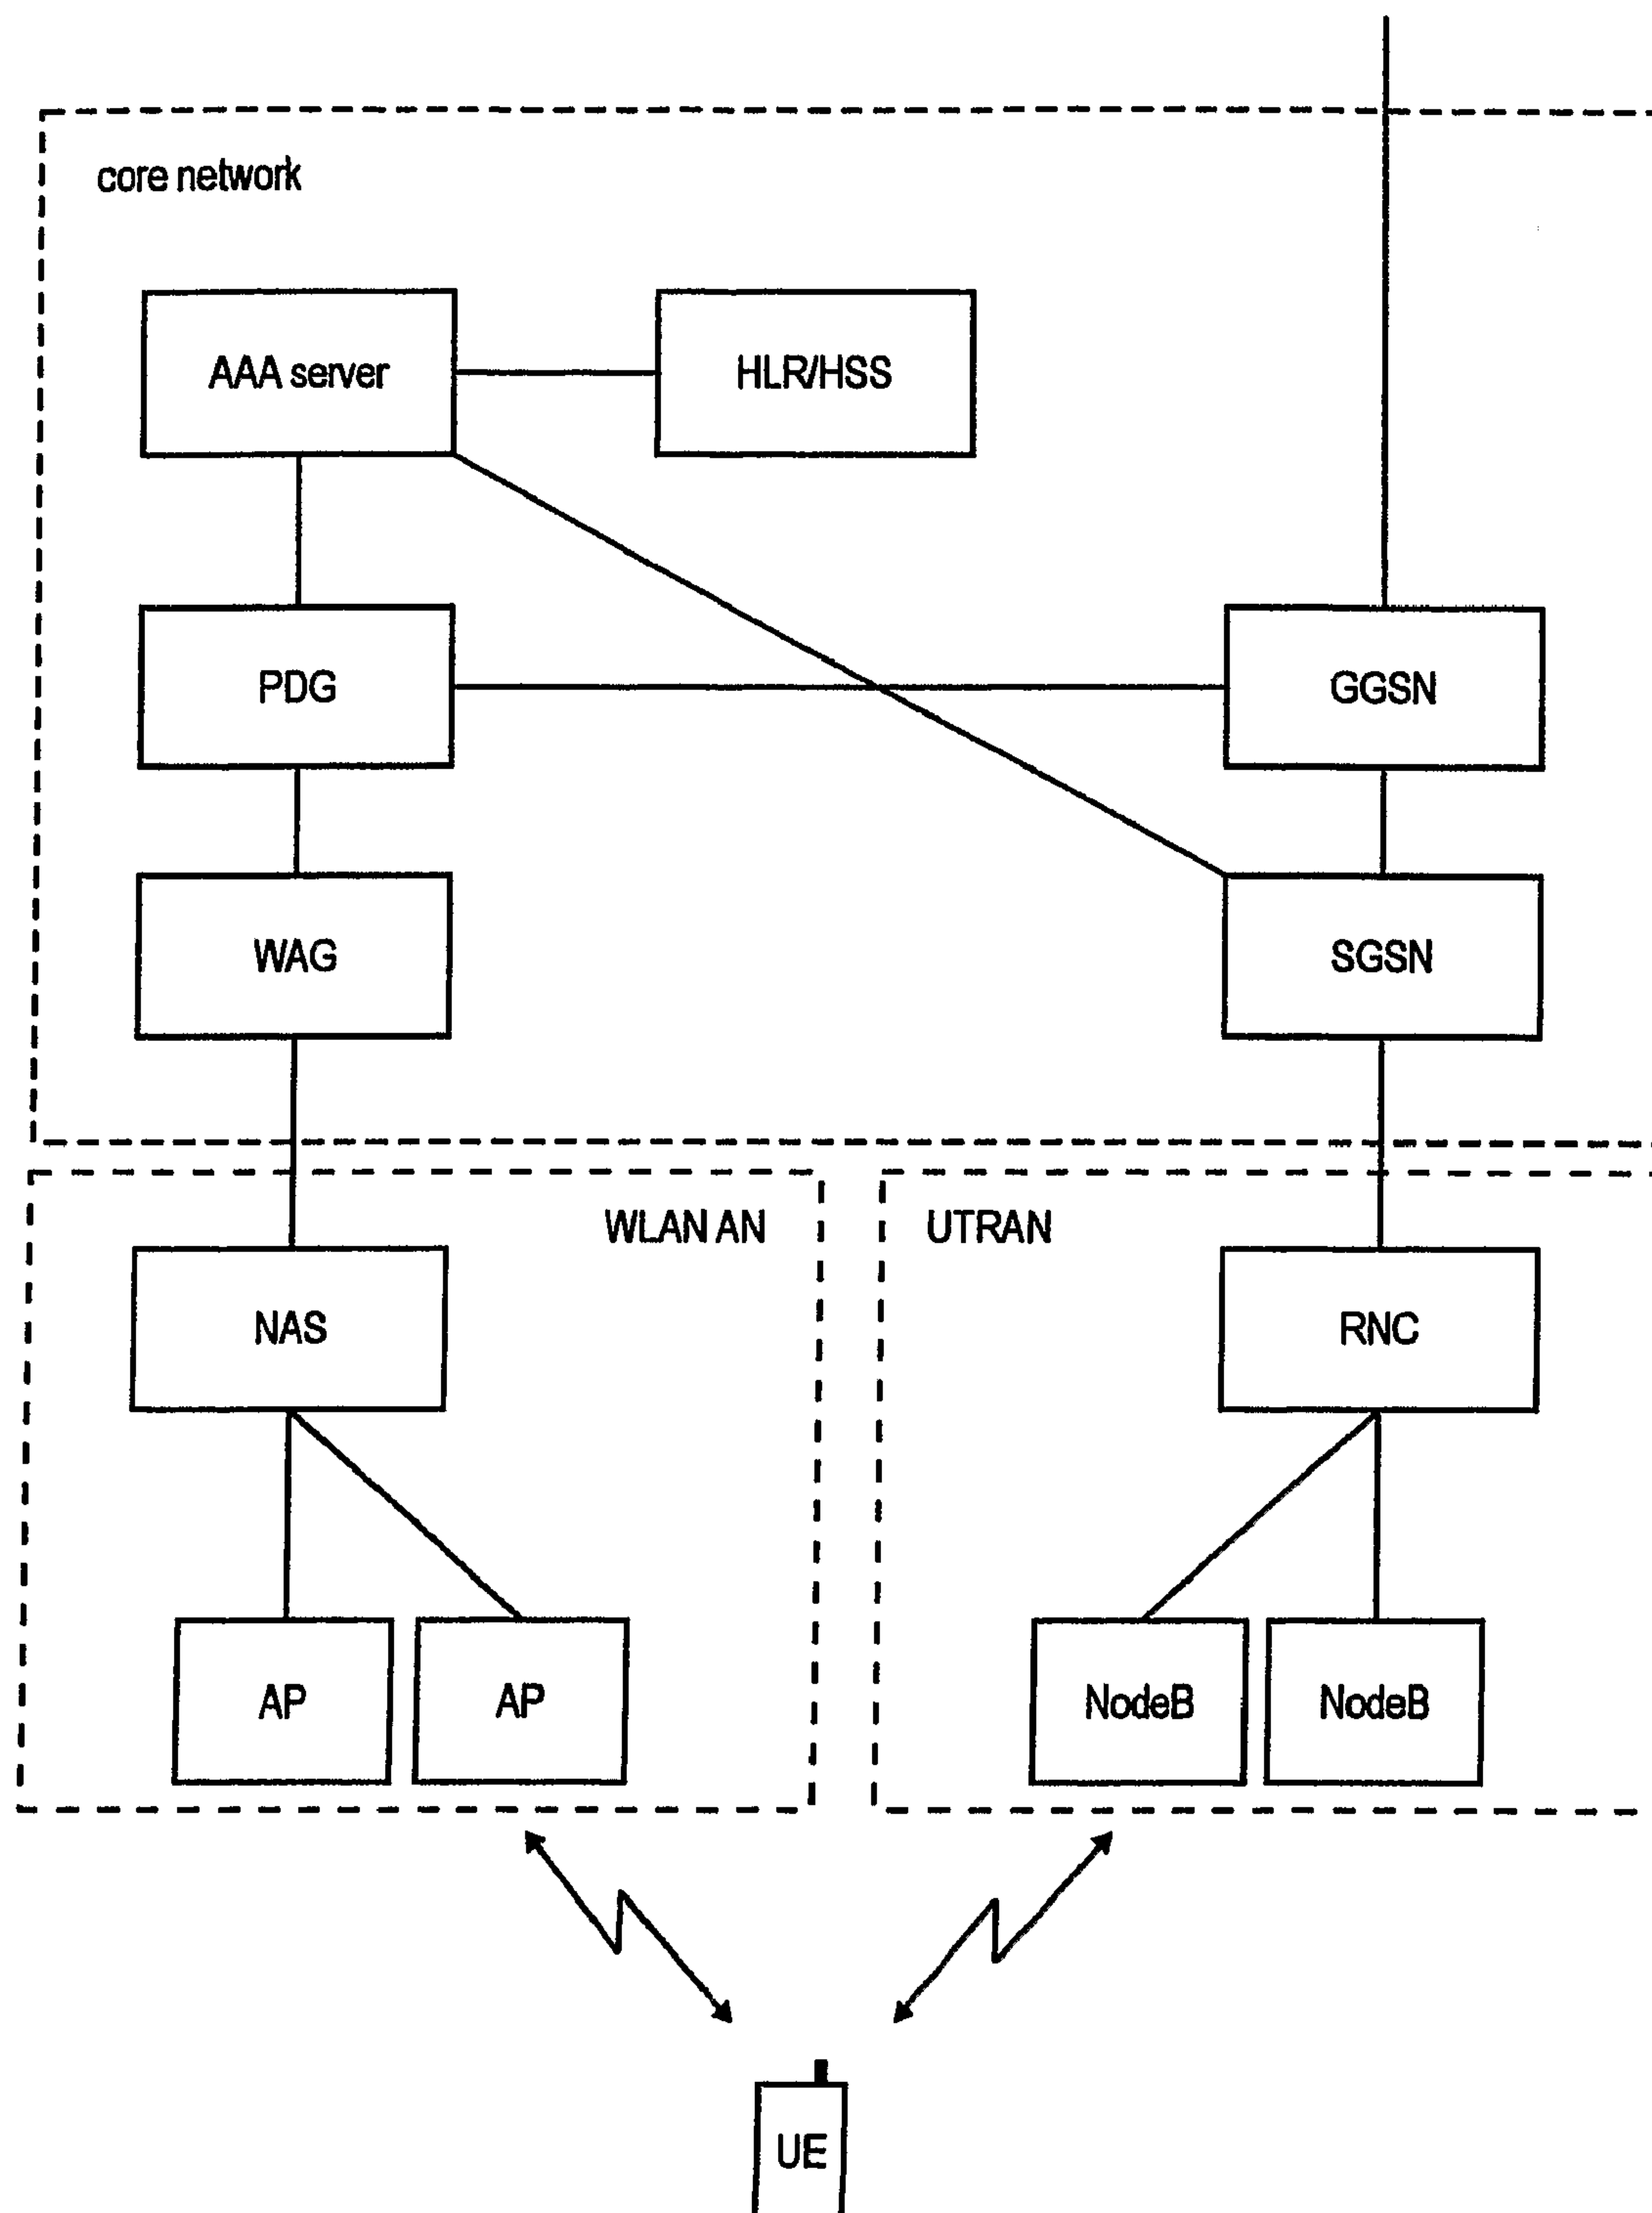 core network
AAA server
HLR/HSS
PDG
GGSN
WAG
SGSN
WLAN AN
UTRAN
NAS
RNC
AP
AP
NodeB
NodeB
UE